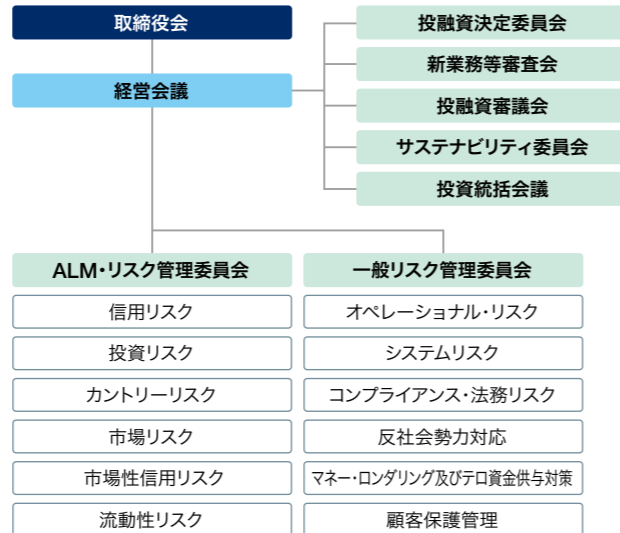 取締役会
経営会議
投融資決定委員会
新業務等審査会
投融資審議会
サステナビリティ委員会
投資統括会議
ALM・リスク管理委員会
信用リスク
投資リスク
カントリーリスク
市場リスク
市場性信用リスク
流動性リスク
一般リスク管理委員会
オペレーショナル・リスク
システムリスク
コンプライアンス・法務リスク
反社会勢力対応
マネー・ロンダリング及びテロ資金供与対策
顧客保護管理